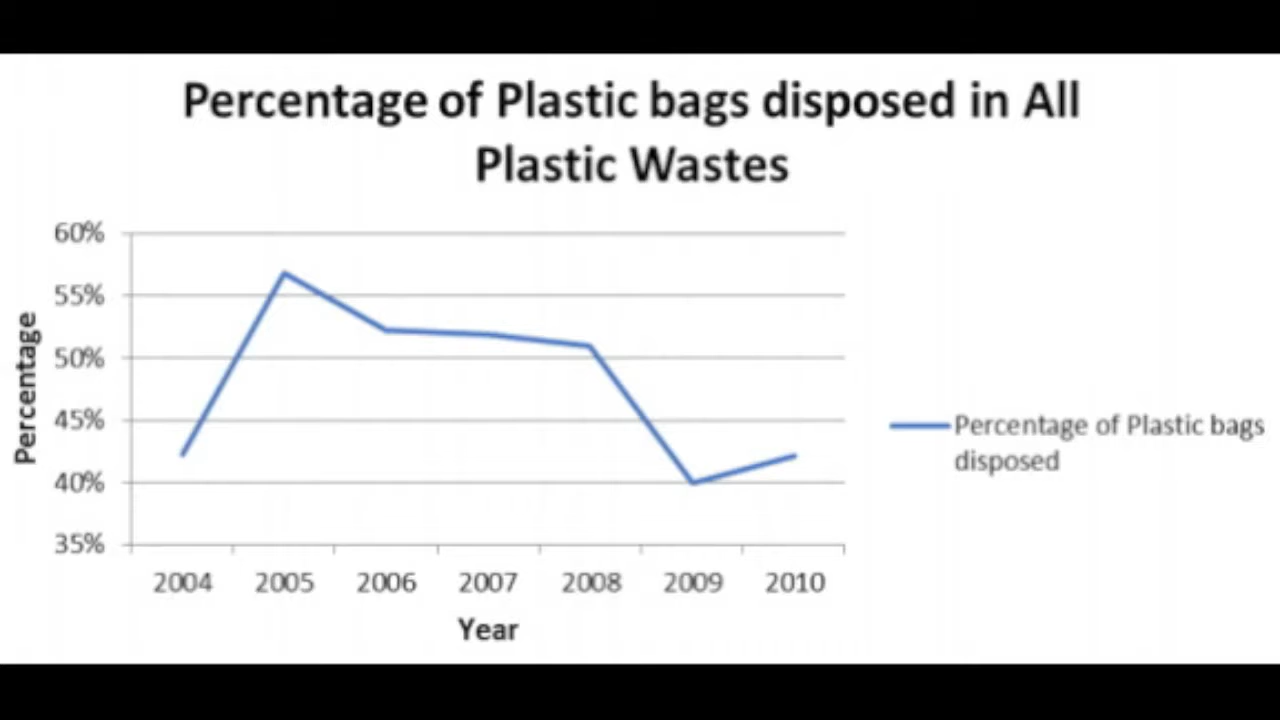 Percentage of Plastic bags disposed in All
Plastic Wastes
60%
55%
50%
45%
40%
35%
Percentage
2004 2005 2006 2007 2008 2009 2010
Year
Percentage of Plastic bags
disposed